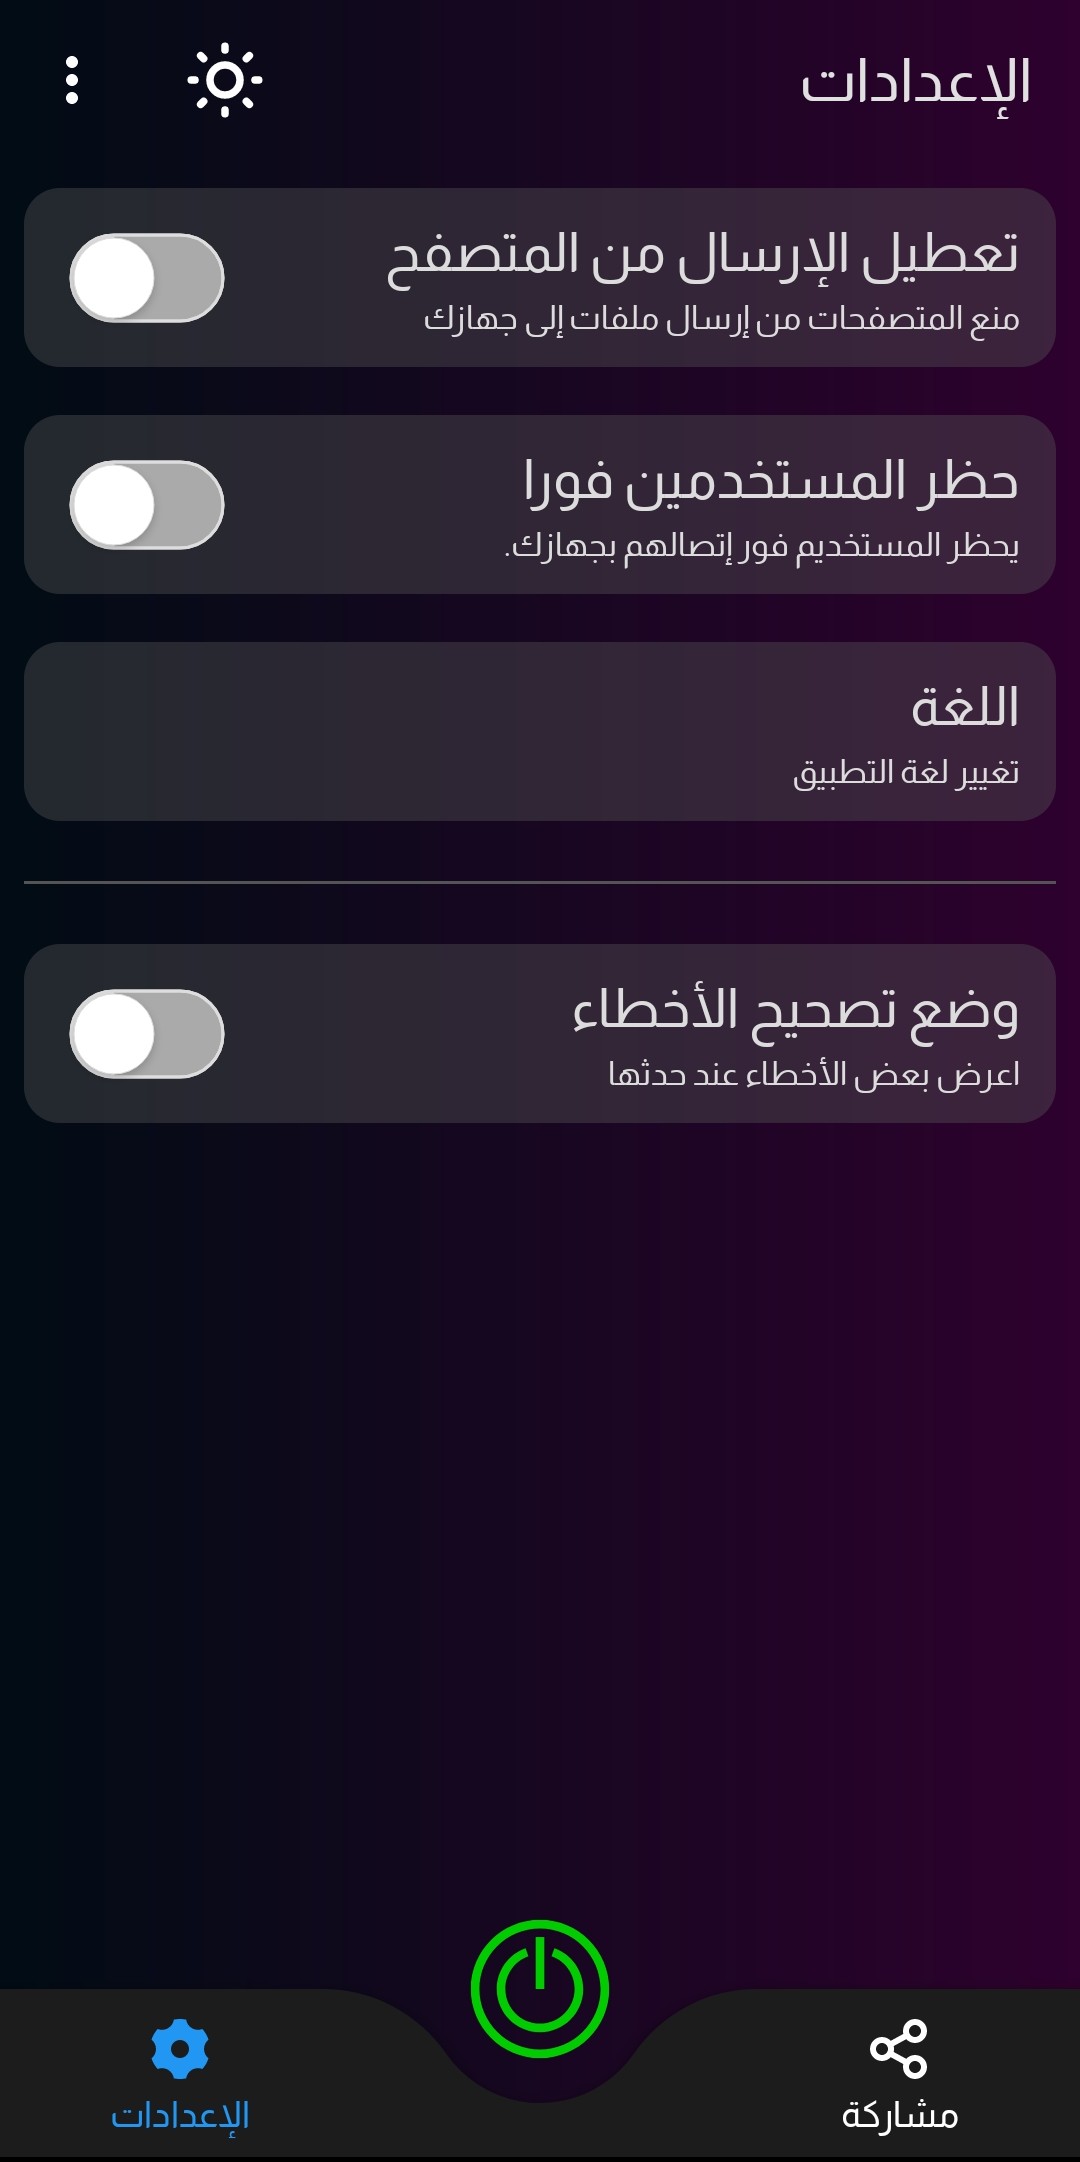 الإعدادات
تعطيل الإرسال من المتصفح
منع المتصفحات من إرسال ملفات إلى جهازك
حظر المستخدمين فورا
يحظر المستخديم فور إتصالهم بجهازك.
اللغة
تغيير لغة التطبيق
وضع تصحيح الأخطاء
اعرض بعض الأخطاء عند حدثها
مشاركة
الإعدادات